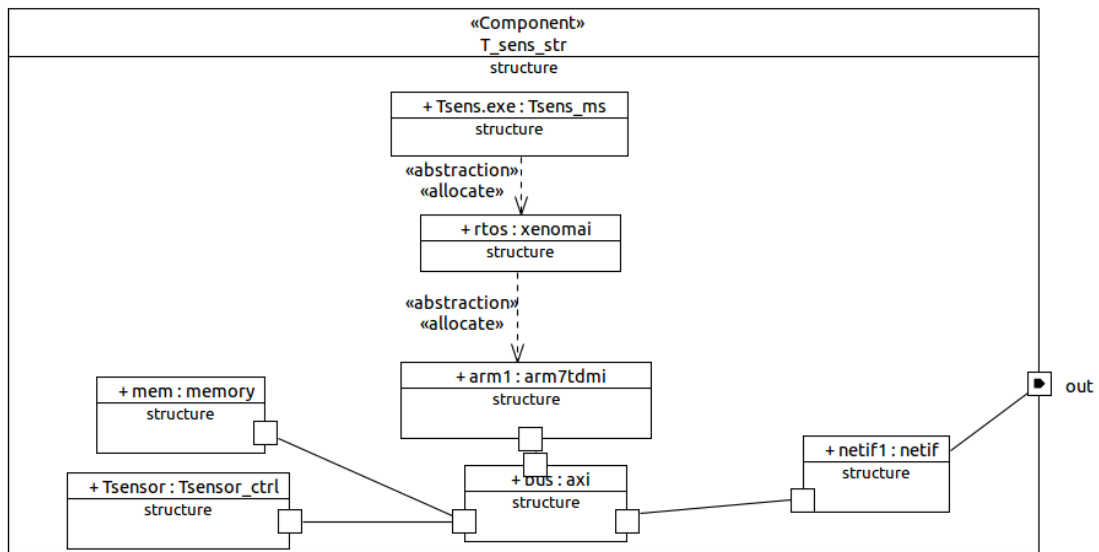 «Component»
T_sens_str
structure
+ Tsens.exe : Tsens_ms
structure
«abstraction»
«allocate»
+ rtos : xenomai
structure
«abstraction»
«allocate»
+ arm1 : arm7tdmi
structure
+ mem : memory
structure
out
+ netif1 : netif
structure
+ Tsensor : Tsensor_ctrl
structure
+ bus : axi
structure